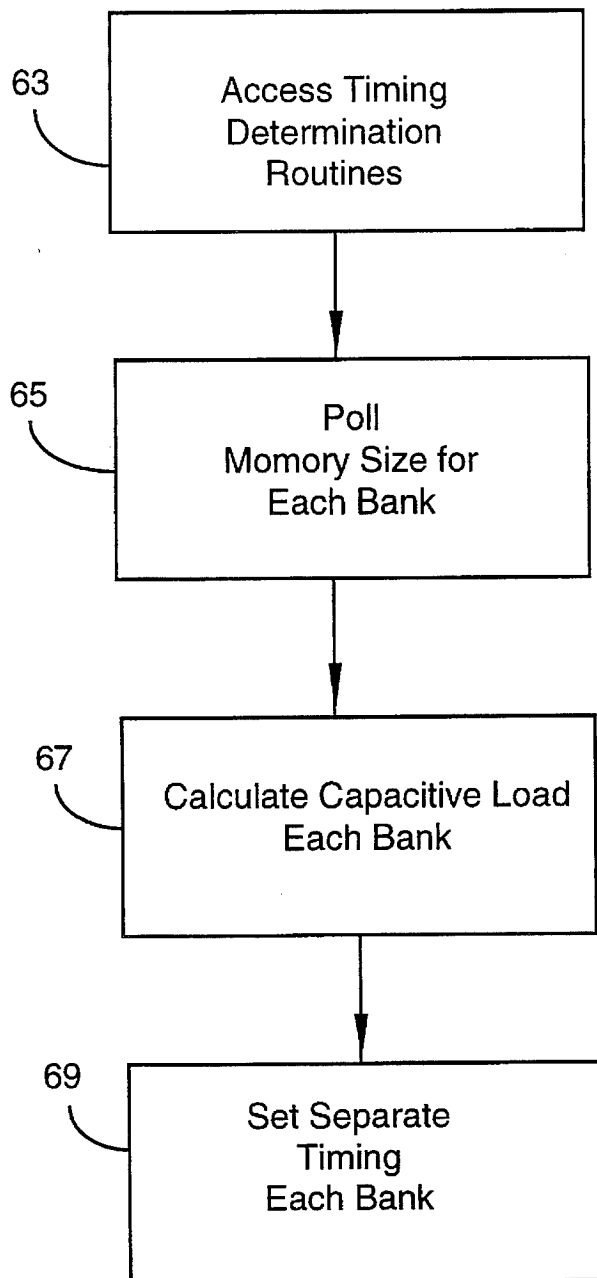 63
Access Timing
Determination
Routines
65
Poll
Momory Size for
Each Bank
67
Calculate Capacitive Load
Each Bank
69
Set Separate
Timing
Each Bank